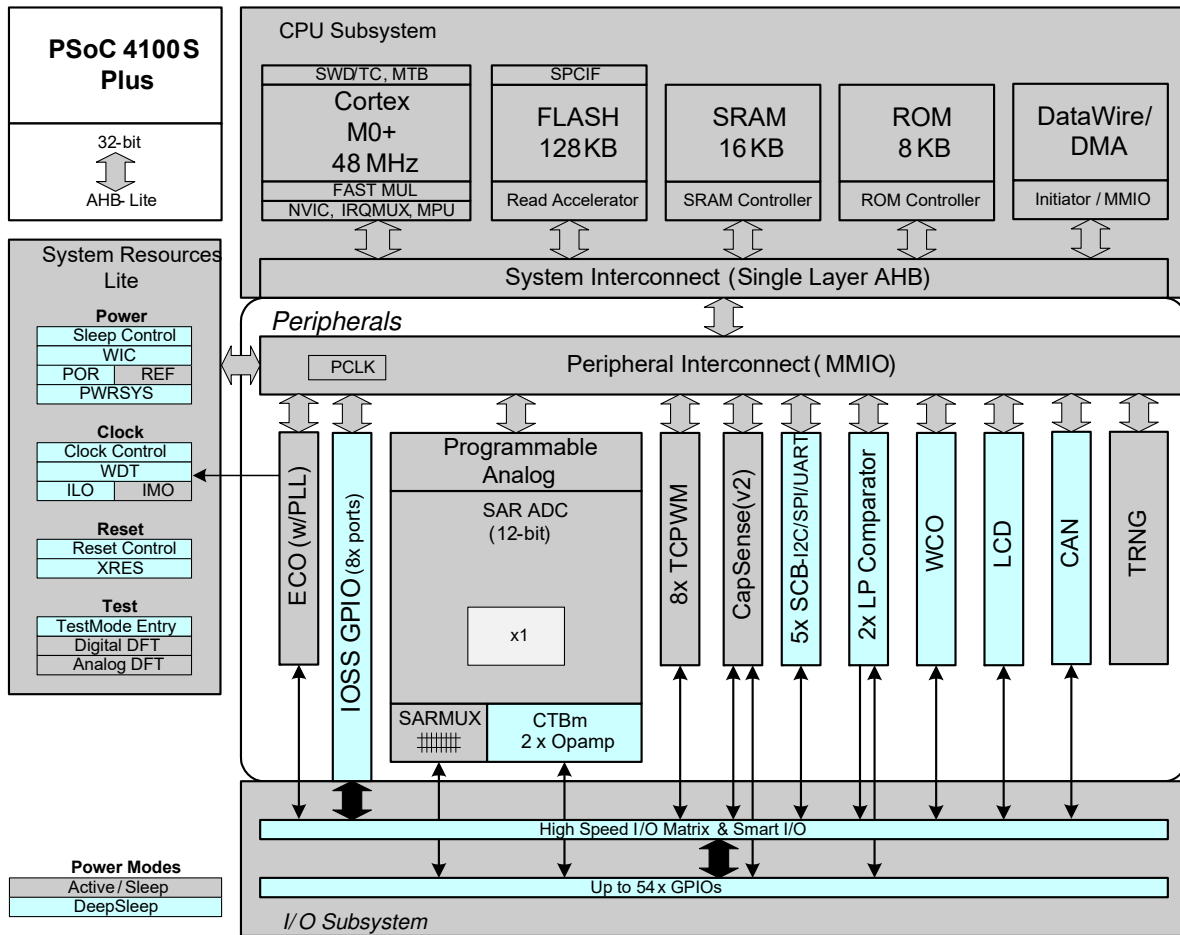 PSoC 4100S
Plus
32-bit
AHB- Lite
CPU Subsystem
SWD/TC, MTB
Cortex
M0+
48 MHz
FAST MUL
NVIC, IRQMUX, MPU
SPCIF
FLASH
128 KB
Read Accelerator
SRAM
16 KB
SRAM Controller
ROM
8 KB
ROM Controller
DataWire/
DMA
Initiator / MMIO
System Interconnect (Single Layer AHB)
System Resources
Lite
Power
Sleep Control
WIC
POR
REF
PWRSYS
Clock
Clock Control
WDT
ILO
IMO
Reset
Reset Control
XRES
Test
TestMode Entry
Digital DFT
Analog DFT
Peripherals
PCLK
Peripheral Interconnect (MMIO)
ECO (w/PLL)
IOSS GPIO (8x ports)
Programmable
Analog
SAR ADC
(12-bit)
x1
SARMUX
CTBm
2 x Opamp
8x TCPWM
CapSense(v2)
5x SCB-I2C/SPI/UART
2x LP Comparator
WCO
LCD
CAN
TRNG
High Speed I/O Matrix & Smart I/O
Up to 54x GPIOs
I/O Subsystem
Power Modes
Active / Sleep
DeepSleep